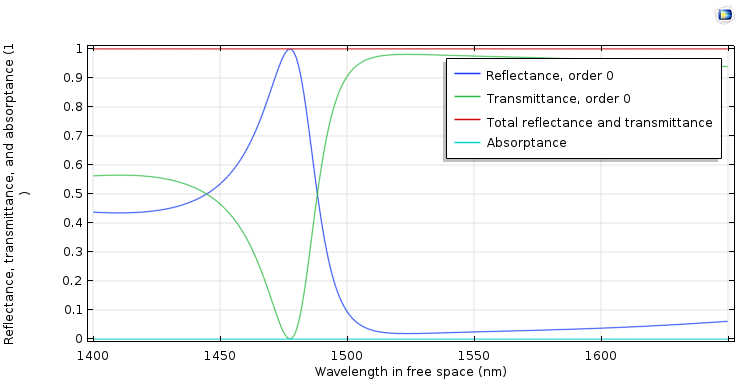 Reflectance, transmittance, and absorptance (1
)
1
0.9
0.8
0.7
0.6
0.5
0.4
0.3
0.2
0.1
0
Reflectance, order 0
Transmittance, order 0
Total reflectance and transmittance
Absorptance
1400 1450 1500 1550 1600
Wavelength in free space (nm)